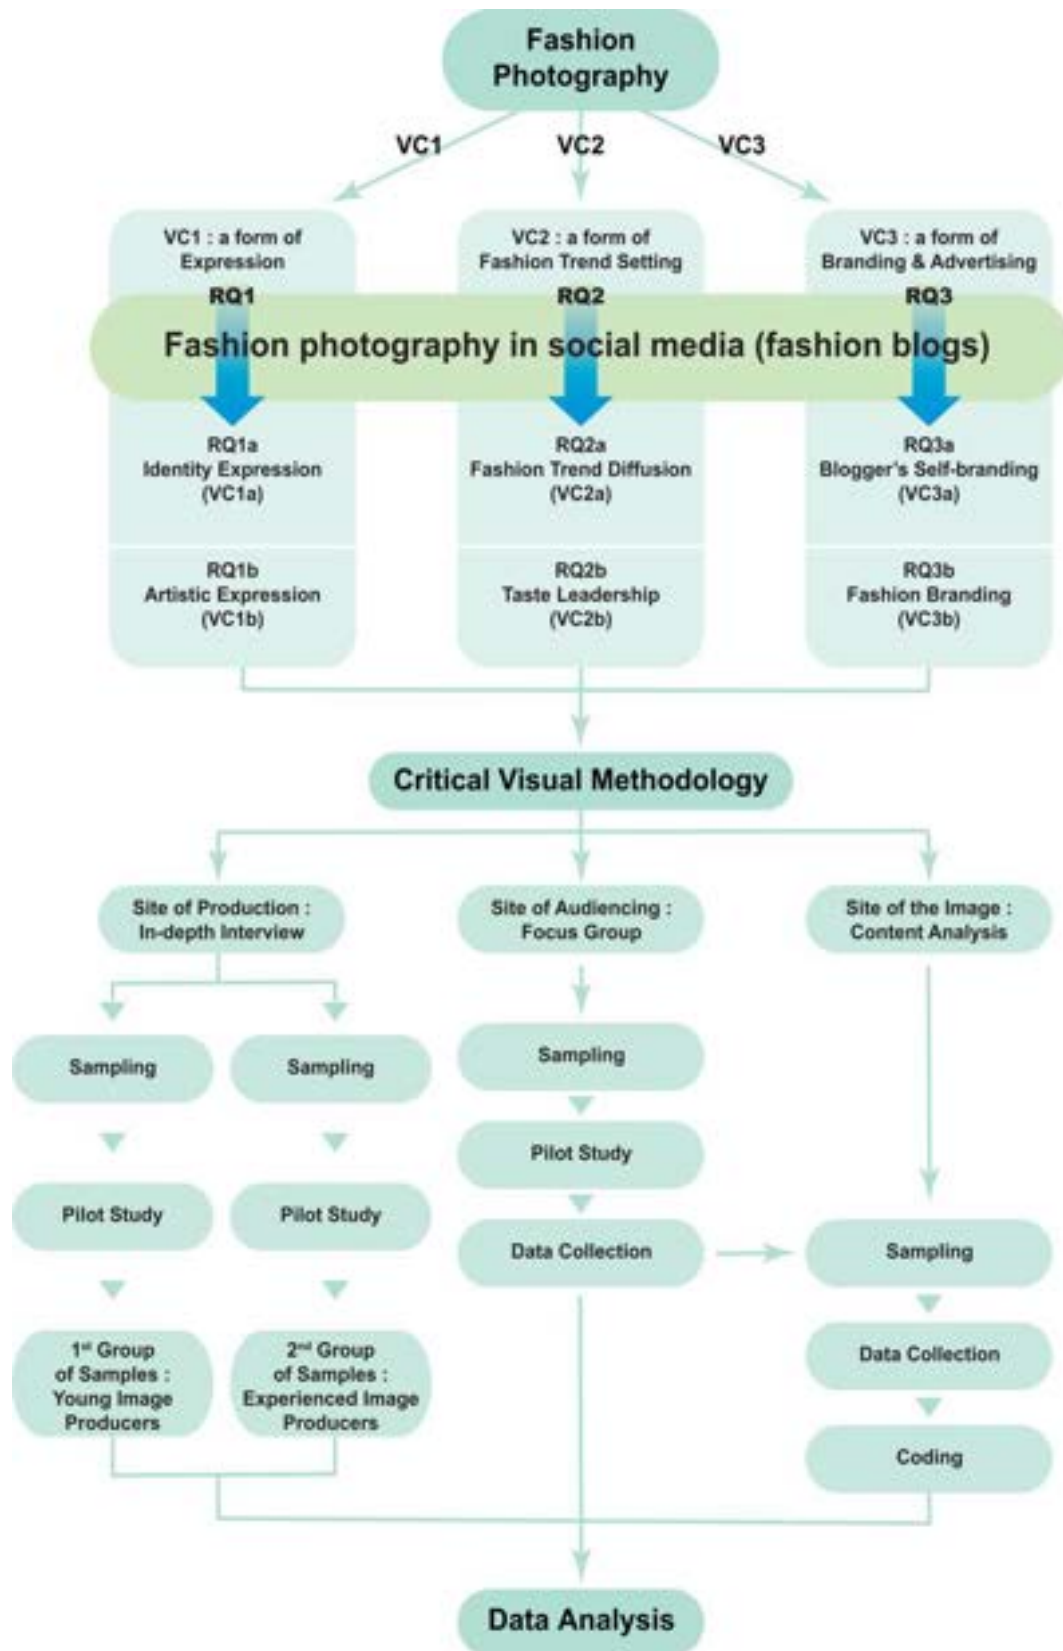 Fashion
Photography
VC1
VC2
VC3
VC1 : a form of
Expression
VC2 : a form of
Fashion Trend Setting
VC3 : a form of
Branding & Advertising
RQ1
RQ2
RQ3
Fashion photography in social media (fashion blogs)
RQ1a
Identity Expression
(VC1a)
RQ2a
Fashion Trend Diffusion
(VC2a)
RQ3a
Blogger's Self-branding
(VC3a)
RQ1b
Artistic Expression
(VC1b)
RQ2b
Taste Leadership
(VC2b)
RQ3b
Fashion Branding
(VC3b)
Critical Visual Methodology
Site of Production :
In-depth Interview
Site of Audiencing :
Focus Group
Site of the Image :
Content Analysis
Sampling
Sampling
Sampling
Pilot Study
Pilot Study
Pilot Study
Data Collection
Sampling
1st Group
of Samples :
Young Image
Producers
2nd Group
of Samples :
Experienced Image
Producers
Data Collection
Coding
Data Analysis